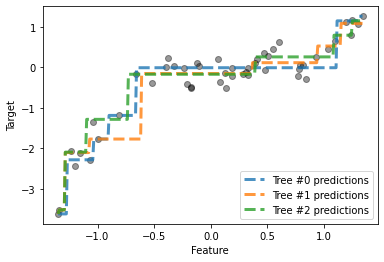 1
0
−1
−2
−3
Target
−1.0
−0.5
0.0
0.5
1.0
Feature
Tree #0 predictions
Tree #1 predictions
Tree #2 predictions